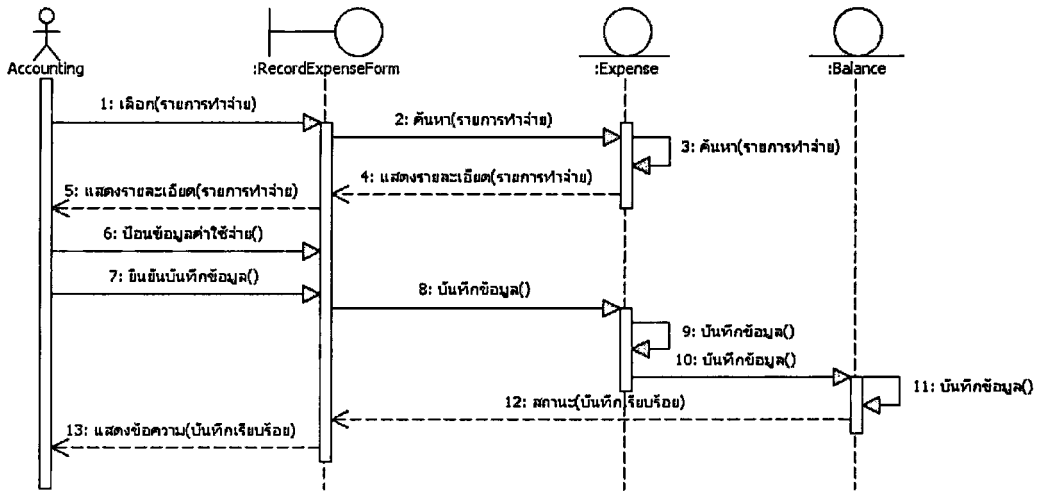 Accounting
:RecordExpenseForm
:Expense
:Balance
1: เลือก(รายการทำจ่าย)
2: ค้นหา(รายการทำจ่าย)
3: ค้นหา(รายการทำจ่าย)
4: แสดงรายละเอียด(รายการทำจ่าย)
5: แสดงรายละเอียด(รายการทำจ่าย)
6: ป้อนข้อมูลค่าใช้จ่าย()
7: ยืนยันบันทึกข้อมูล()
8: บันทึกข้อมูล()
9: บันทึกข้อมูล()
10: บันทึกข้อมูล()
11: บันทึกข้อมูล()
12: สถานะ(บันทึกเรียบร้อย)
13: แสดงข้อความ(บันทึกเรียบร้อย)